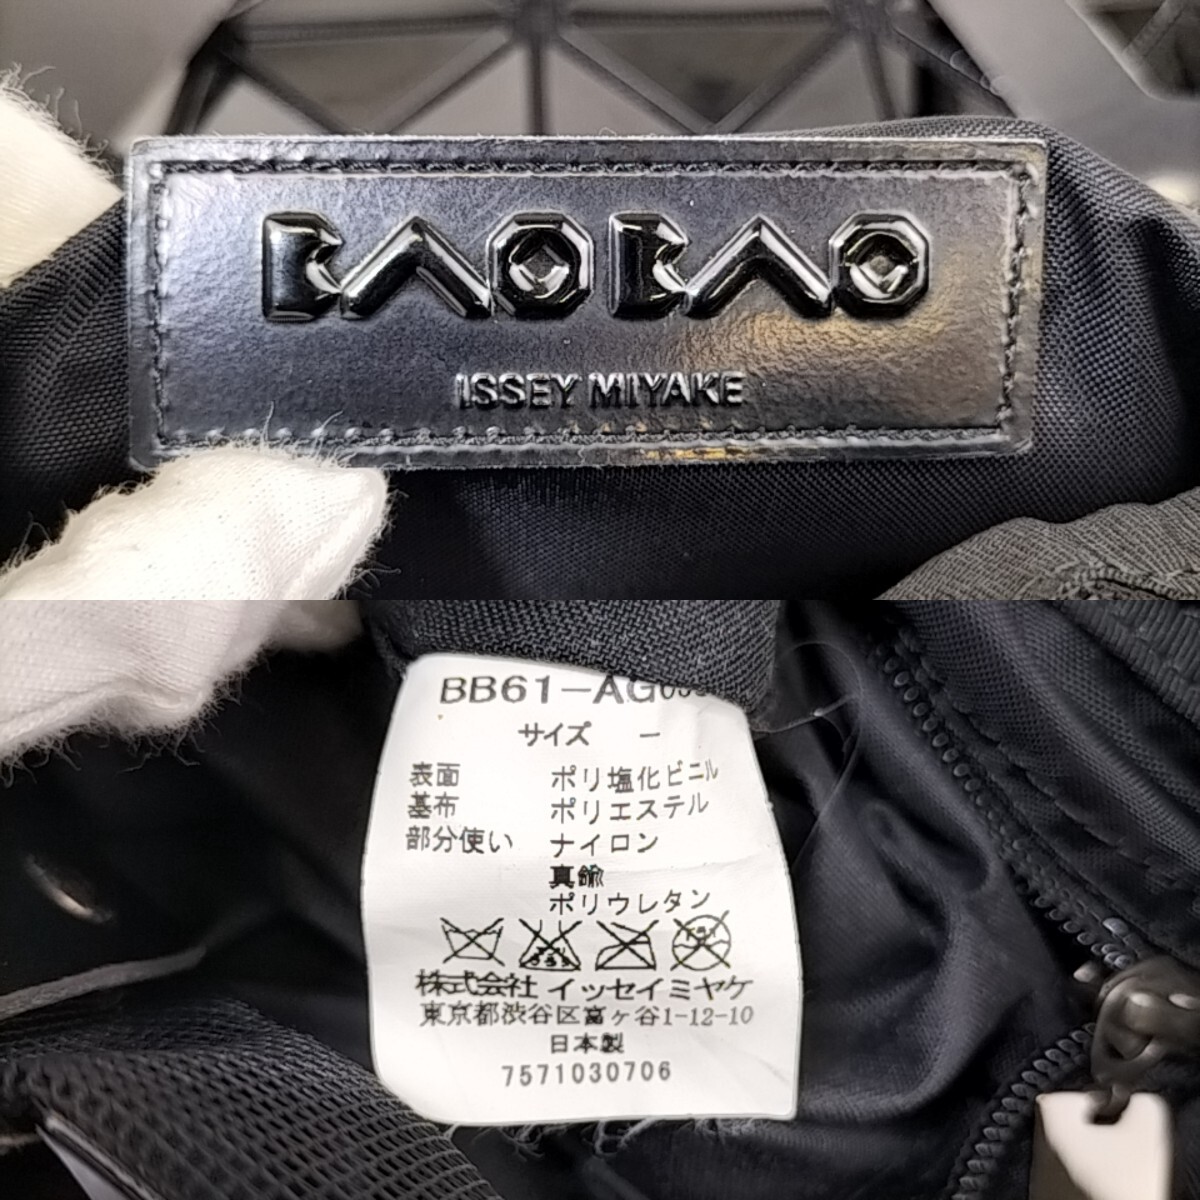 BAOBAO
ISSEY MIYAKE
BB61-AG
サイズ －
表面 ポリ塩化ビニル
基布 ポリエステル
部分使い ナイロン
真鍮
ポリウレタン
株式会社 イッセイミヤケ
東京都渋谷区富ヶ谷1-12-10
日本製
7571030706